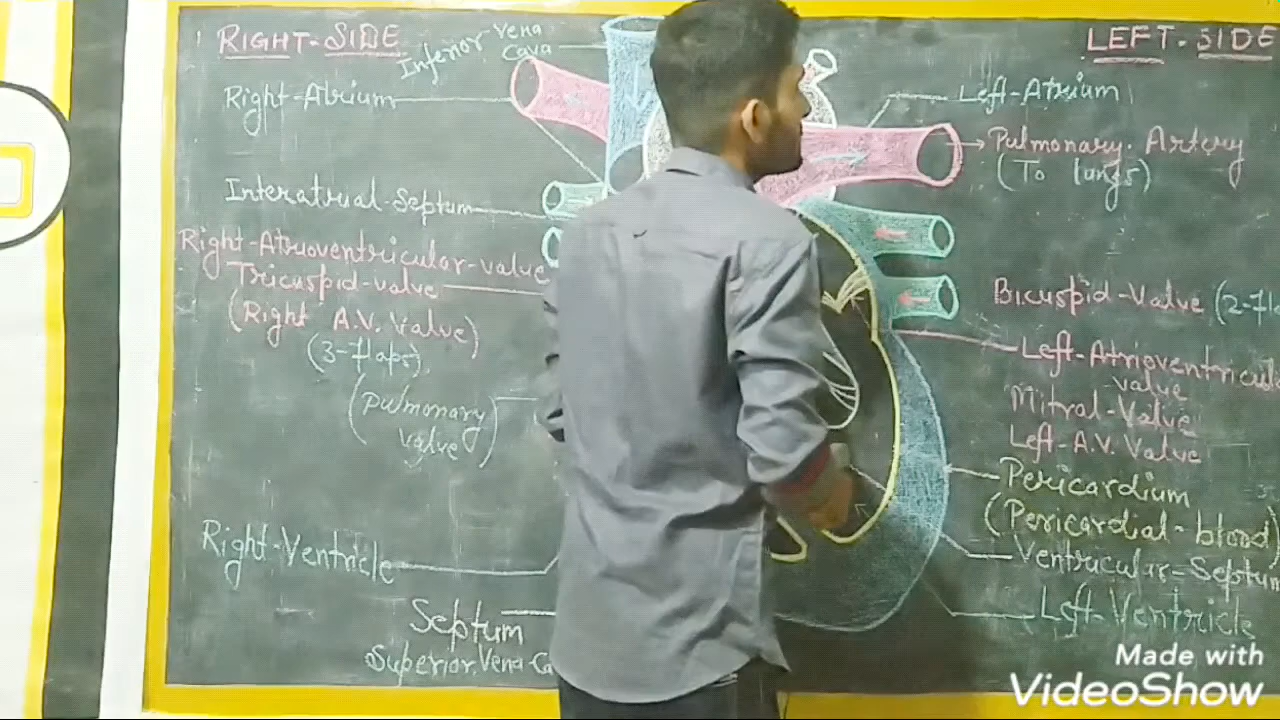 RIGHT-SIDE
Inferior Vena
Cava
Right-Atrium
Interatrial-Septum
Right-Atrioventricular-valve
Tricuspid-valve
(Right A.V. Valve)
(3-flaps)
(Pulmonary
valve)
Right-Ventricle
Septum
Superior Vena-Ca
LEFT-SIDE
Left-Atrium
Pulmonary. Artery
(To lungs)
Bicuspid-Valve (2-fla
Left-Atrioventricul
valve
Mitral-Valve
Left-A.V. Valve
Pericardium
(Pericardial-blood)
Ventricular-Septum
Left-Ventricle
Made with
VideoShow